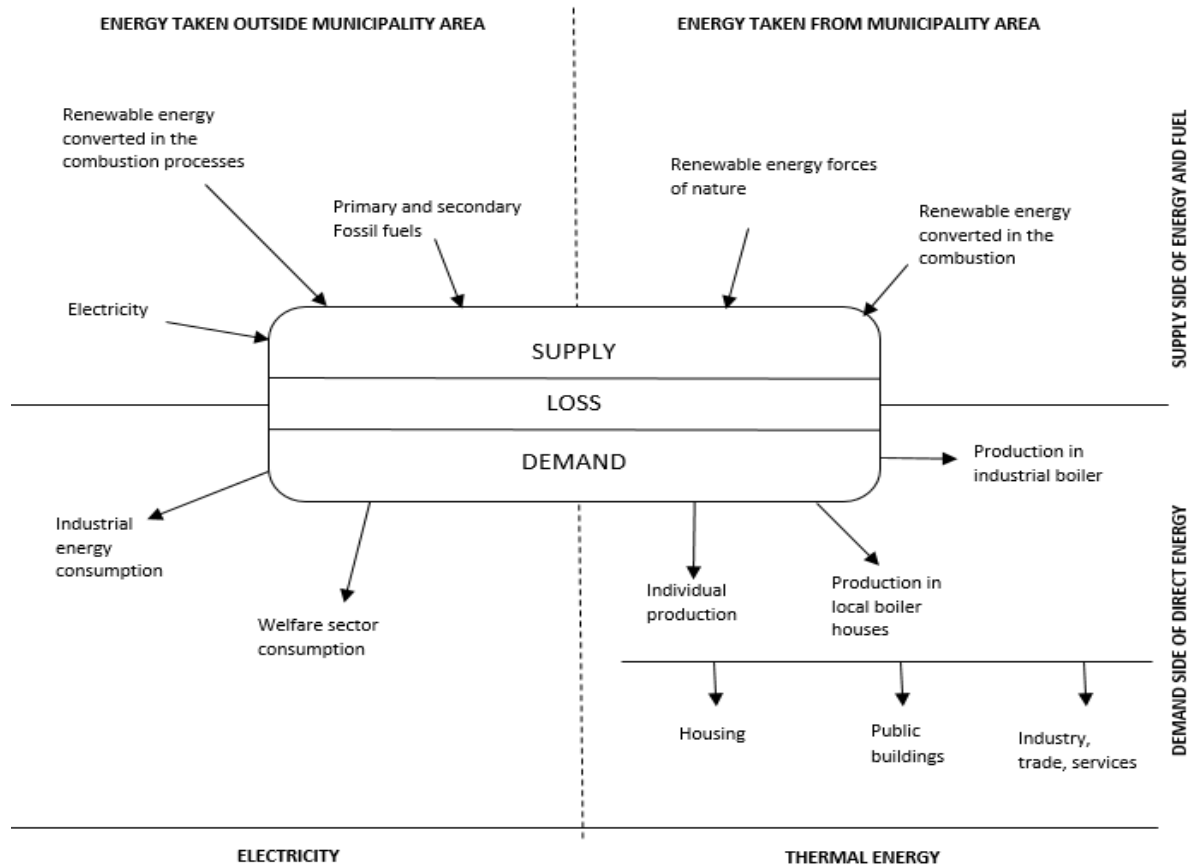 ENERGY TAKEN OUTSIDE MUNICIPALITY AREA
ENERGY TAKEN FROM MUNICIPALITY AREA
Renewable energy
converted in the
combustion processes
Primary and secondary
Fossil fuels
Electricity
Renewable energy forces
of nature
Renewable energy
converted in the
combustion
SUPPLY SIDE OF ENERGY AND FUEL
SUPPLY
LOSS
DEMAND
Industrial
energy
consumption
Welfare sector
consumption
Production in
industrial boiler
Individual
production
Production in
local boiler
houses
Housing
Public
buildings
Industry,
trade, services
DEMAND SIDE OF DIRECT ENERGY
ELECTRICITY
THERMAL ENERGY